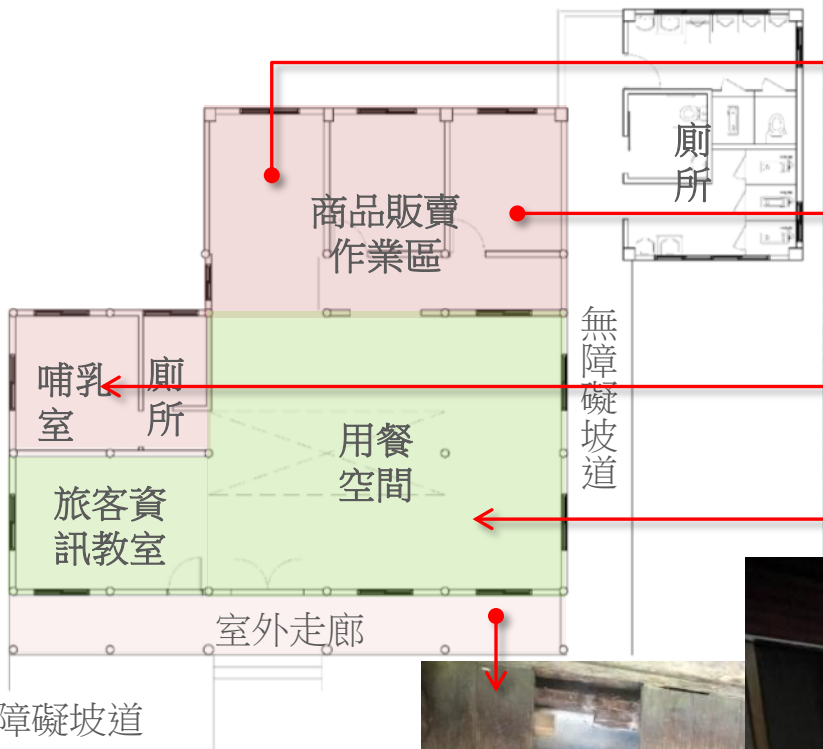 廁
所
商品販賣
作業區
無障礙坡道
哺乳
室
廁
所
用餐
空間
旅客資
訊教室
室外走廊
障礙坡道